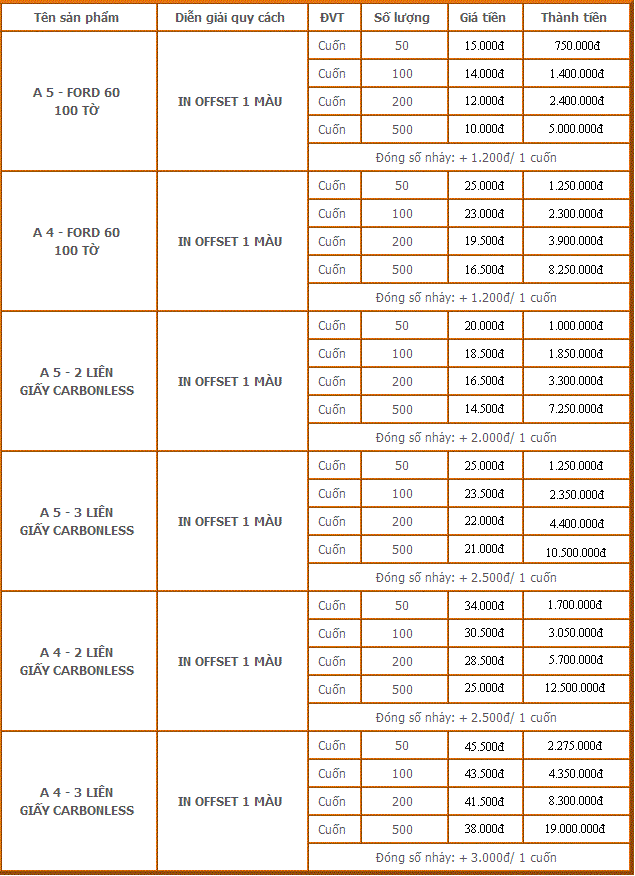 Tên sản phẩm Diễn giải quy cách ĐVT Số lượng Giá tiền Thành tiền
A 5 - FORD 60
100 TỜ
IN OFFSET 1 MÀU
Cuốn 50 15.000đ 750.000đ
Cuốn 100 14.000đ 1.400.000đ
Cuốn 200 12.000đ 2.400.000đ
Cuốn 500 10.000đ 5.000.000đ
Đóng số nhảy: + 1.200đ/ 1 cuốn
A 4 - FORD 60
100 TỜ
IN OFFSET 1 MÀU
Cuốn 50 25.000đ 1.250.000đ
Cuốn 100 23.000đ 2.300.000đ
Cuốn 200 19.500đ 3.900.000đ
Cuốn 500 16.500đ 8.250.000đ
Đóng số nhảy: + 1.200đ/ 1 cuốn
A 5 - 2 LIÊN
GIẤY CARBONLESS
IN OFFSET 1 MÀU
Cuốn 50 20.000đ 1.000.000đ
Cuốn 100 18.500đ 1.850.000đ
Cuốn 200 16.500đ 3.300.000đ
Cuốn 500 14.500đ 7.250.000đ
Đóng số nhảy: + 2.000đ/ 1 cuốn
A 5 - 3 LIÊN
GIẤY CARBONLESS
IN OFFSET 1 MÀU
Cuốn 50 25.000đ 1.250.000đ
Cuốn 100 23.500đ 2.350.000đ
Cuốn 200 22.000đ 4.400.000đ
Cuốn 500 21.000đ 10.500.000đ
Đóng số nhảy: + 2.500đ/ 1 cuốn
A 4 - 2 LIÊN
GIẤY CARBONLESS
IN OFFSET 1 MÀU
Cuốn 50 34.000đ 1.700.000đ
Cuốn 100 30.500đ 3.050.000đ
Cuốn 200 28.500đ 5.700.000đ
Cuốn 500 25.000đ 12.500.000đ
Đóng số nhảy: + 2.500đ/ 1 cuốn
A 4 - 3 LIÊN
GIẤY CARBONLESS
IN OFFSET 1 MÀU
Cuốn 50 45.500đ 2.275.000đ
Cuốn 100 43.500đ 4.350.000đ
Cuốn 200 41.500đ 8.300.000đ
Cuốn 500 38.000đ 19.000.000đ
Đóng số nhảy: + 3.000đ/ 1 cuốn